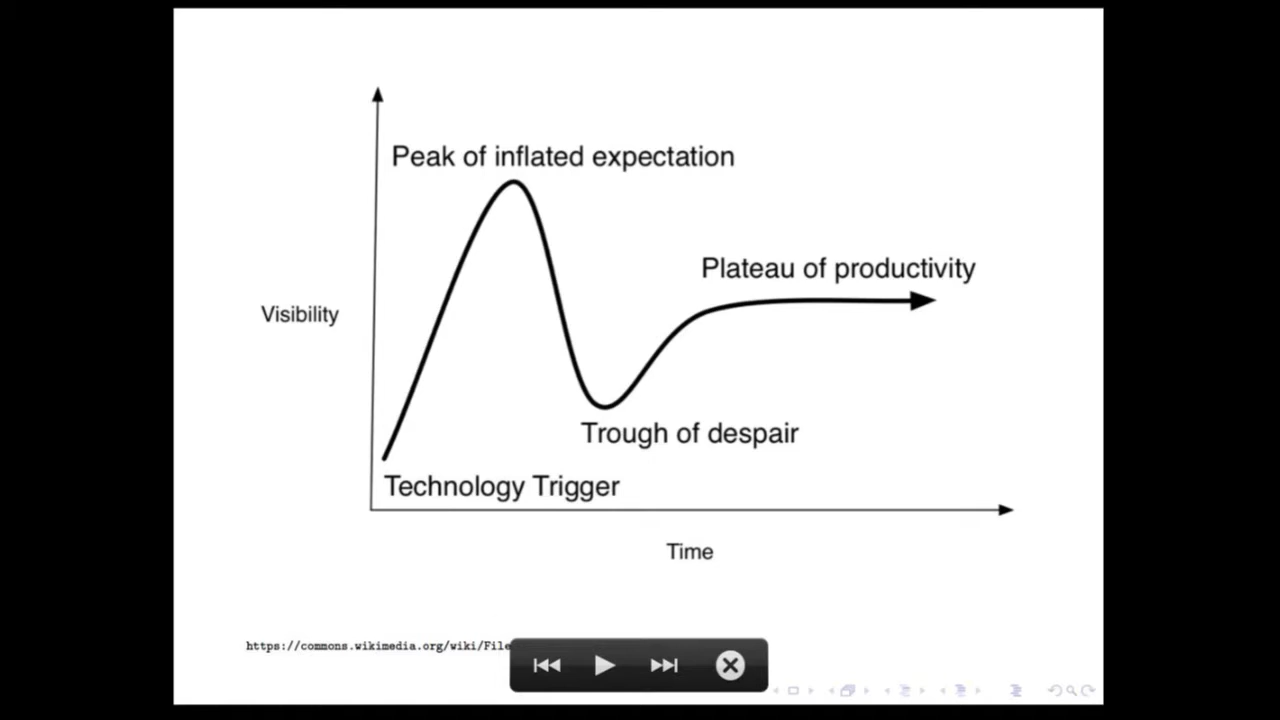 Peak of inflated expectation
Plateau of productivity
Visibility
Trough of despair
Technology Trigger
Time
https://commons.wikimedia.org/wiki/File